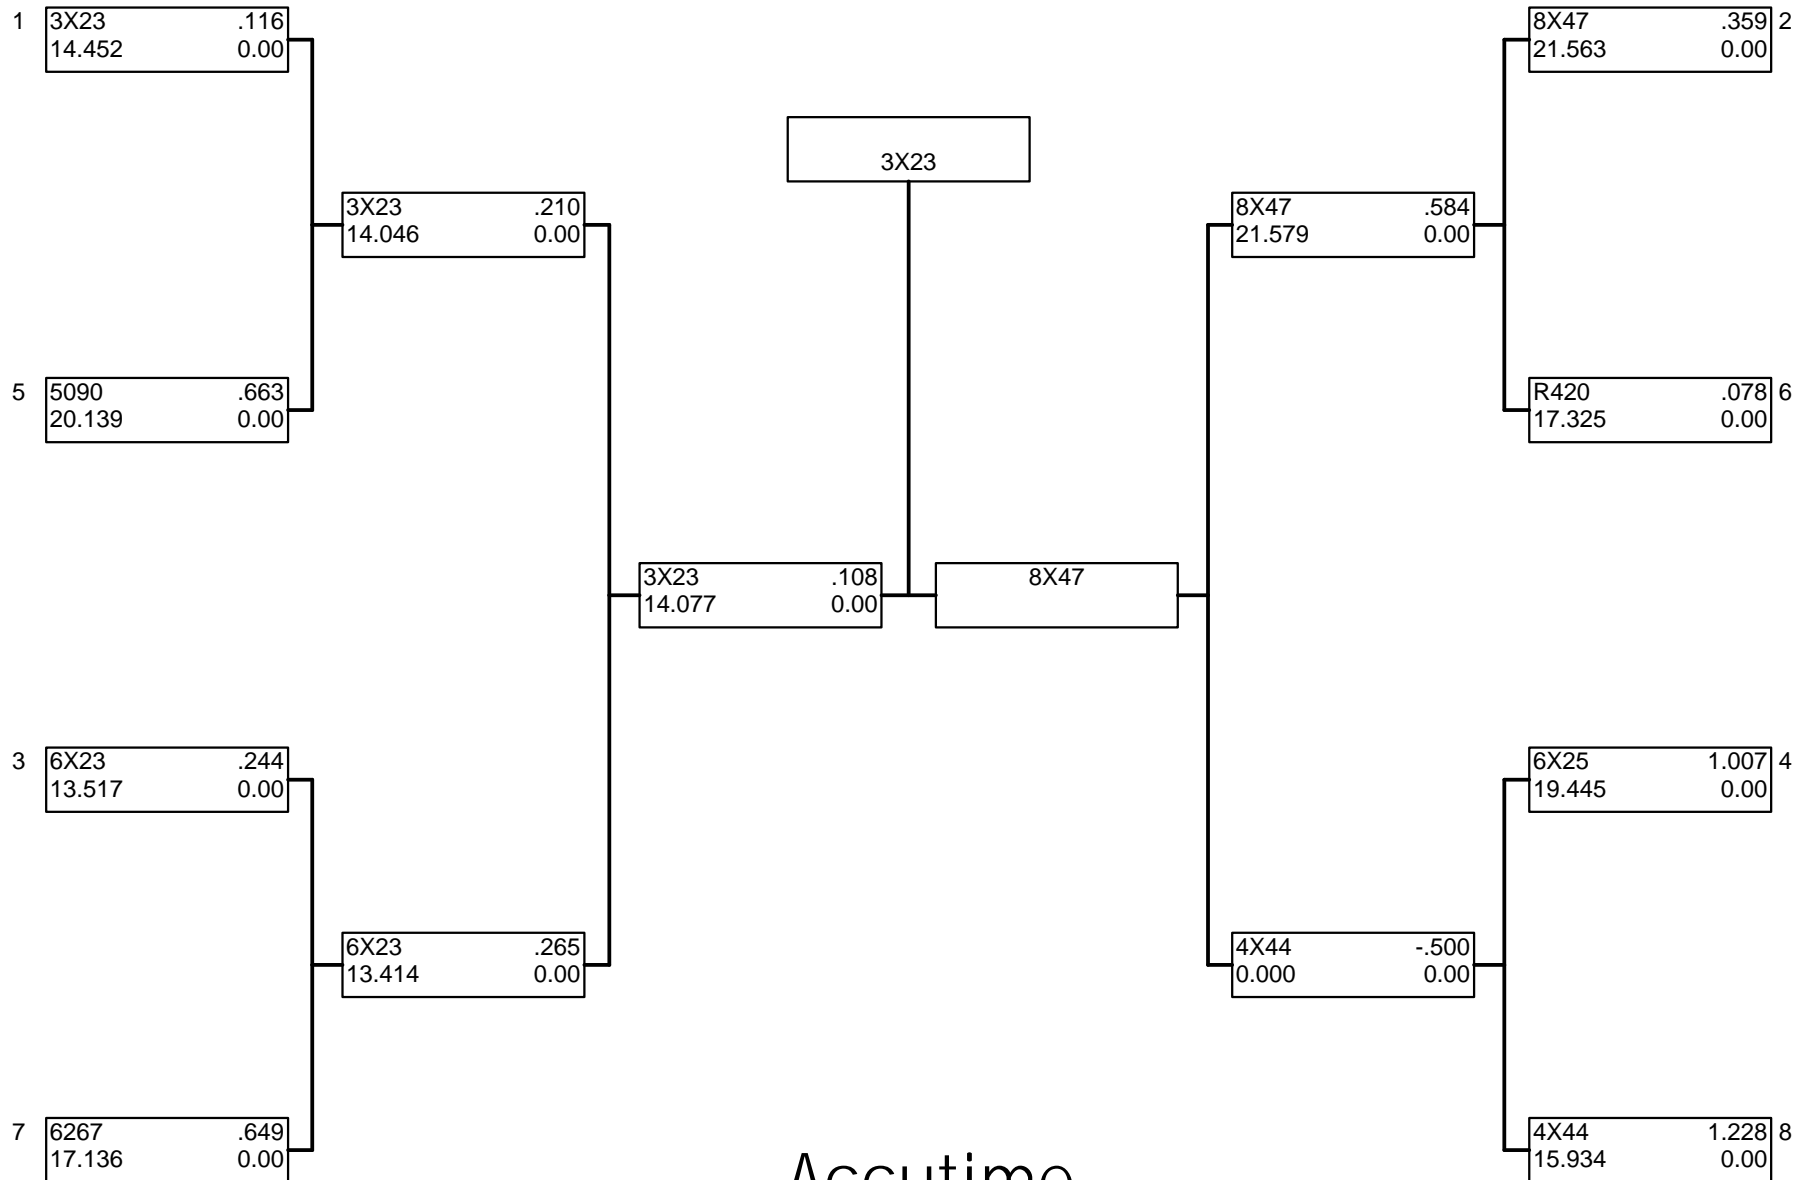 1 3X23 .116
14.452 0.00
8X47 .359 2
21.563 0.00
3X23
3X23 .210
14.046 0.00
8X47 .584
21.579 0.00
5 5090 .663
20.139 0.00
R420 .078 6
17.325 0.00
3X23 .108
14.077 0.00
8X47
3 6X23 .244
13.517 0.00
6X25 1.007 4
19.445 0.00
6X23 .265
13.414 0.00
4X44 -.500
0.000 0.00
7 6267 .649
17.136 0.00
4X44 1.228 8
15.934 0.00
Accutime